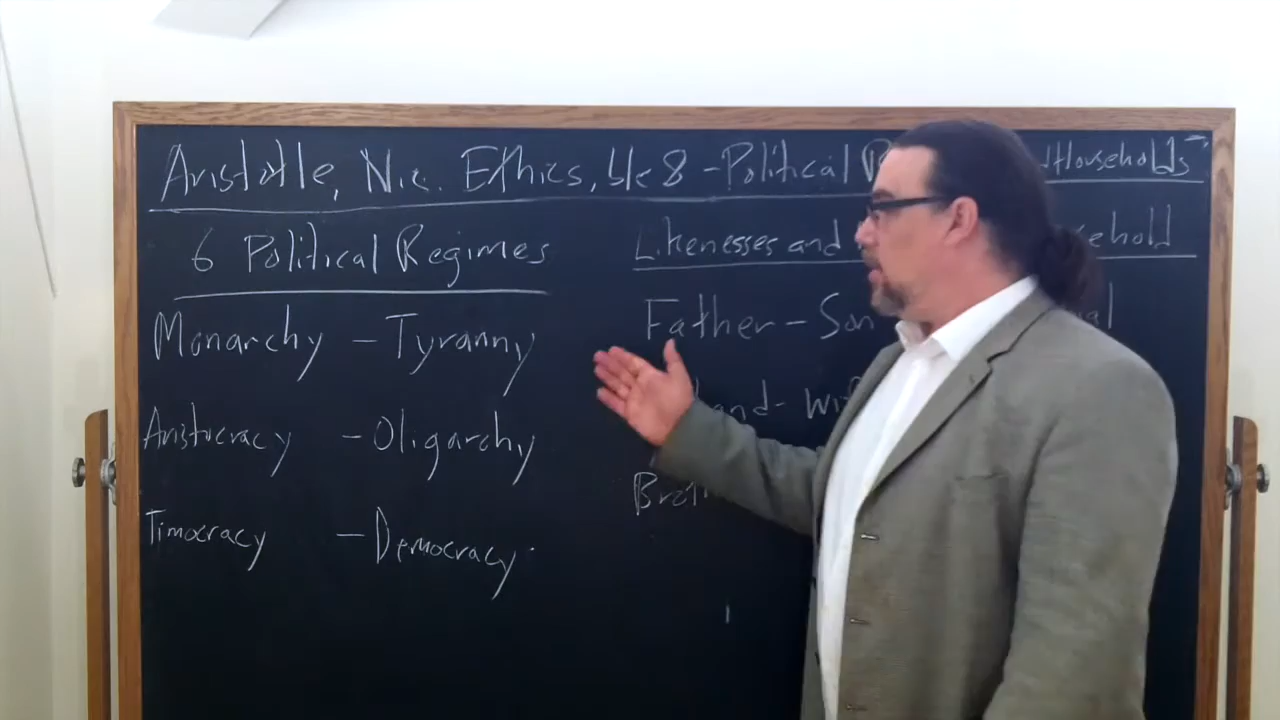 Aristotle, Nic. Ethics, bk 8 - Political Households
6 Political Regimes
Monarchy - Tyranny
Aristocracy - Oligarchy
Timocracy - Democracy
Likenesses and
Father - Son